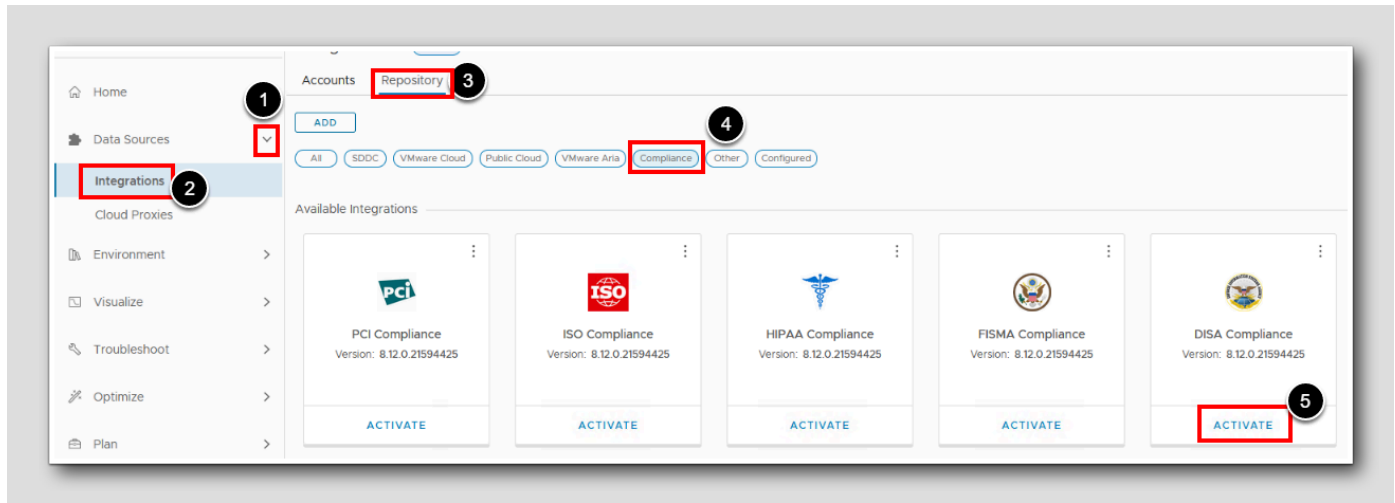 Home
1
Data Sources
Integrations
2
Cloud Proxies
Environment
Visualize
Troubleshoot
Optimize
Plan
Accounts Repository 3
ADD
4
All SDDC VMware Cloud Public Cloud VMware Aria Compliance Other Configured
Available Integrations
PCi
PCI Compliance
Version: 8.12.0.21594425
ACTIVATE
ISO
ISO Compliance
Version: 8.12.0.21594425
ACTIVATE
HIPAA Compliance
Version: 8.12.0.21594425
ACTIVATE
FISMA Compliance
Version: 8.12.0.21594425
ACTIVATE
DISA Compliance
Version: 8.12.0.21594425
5
ACTIVATE